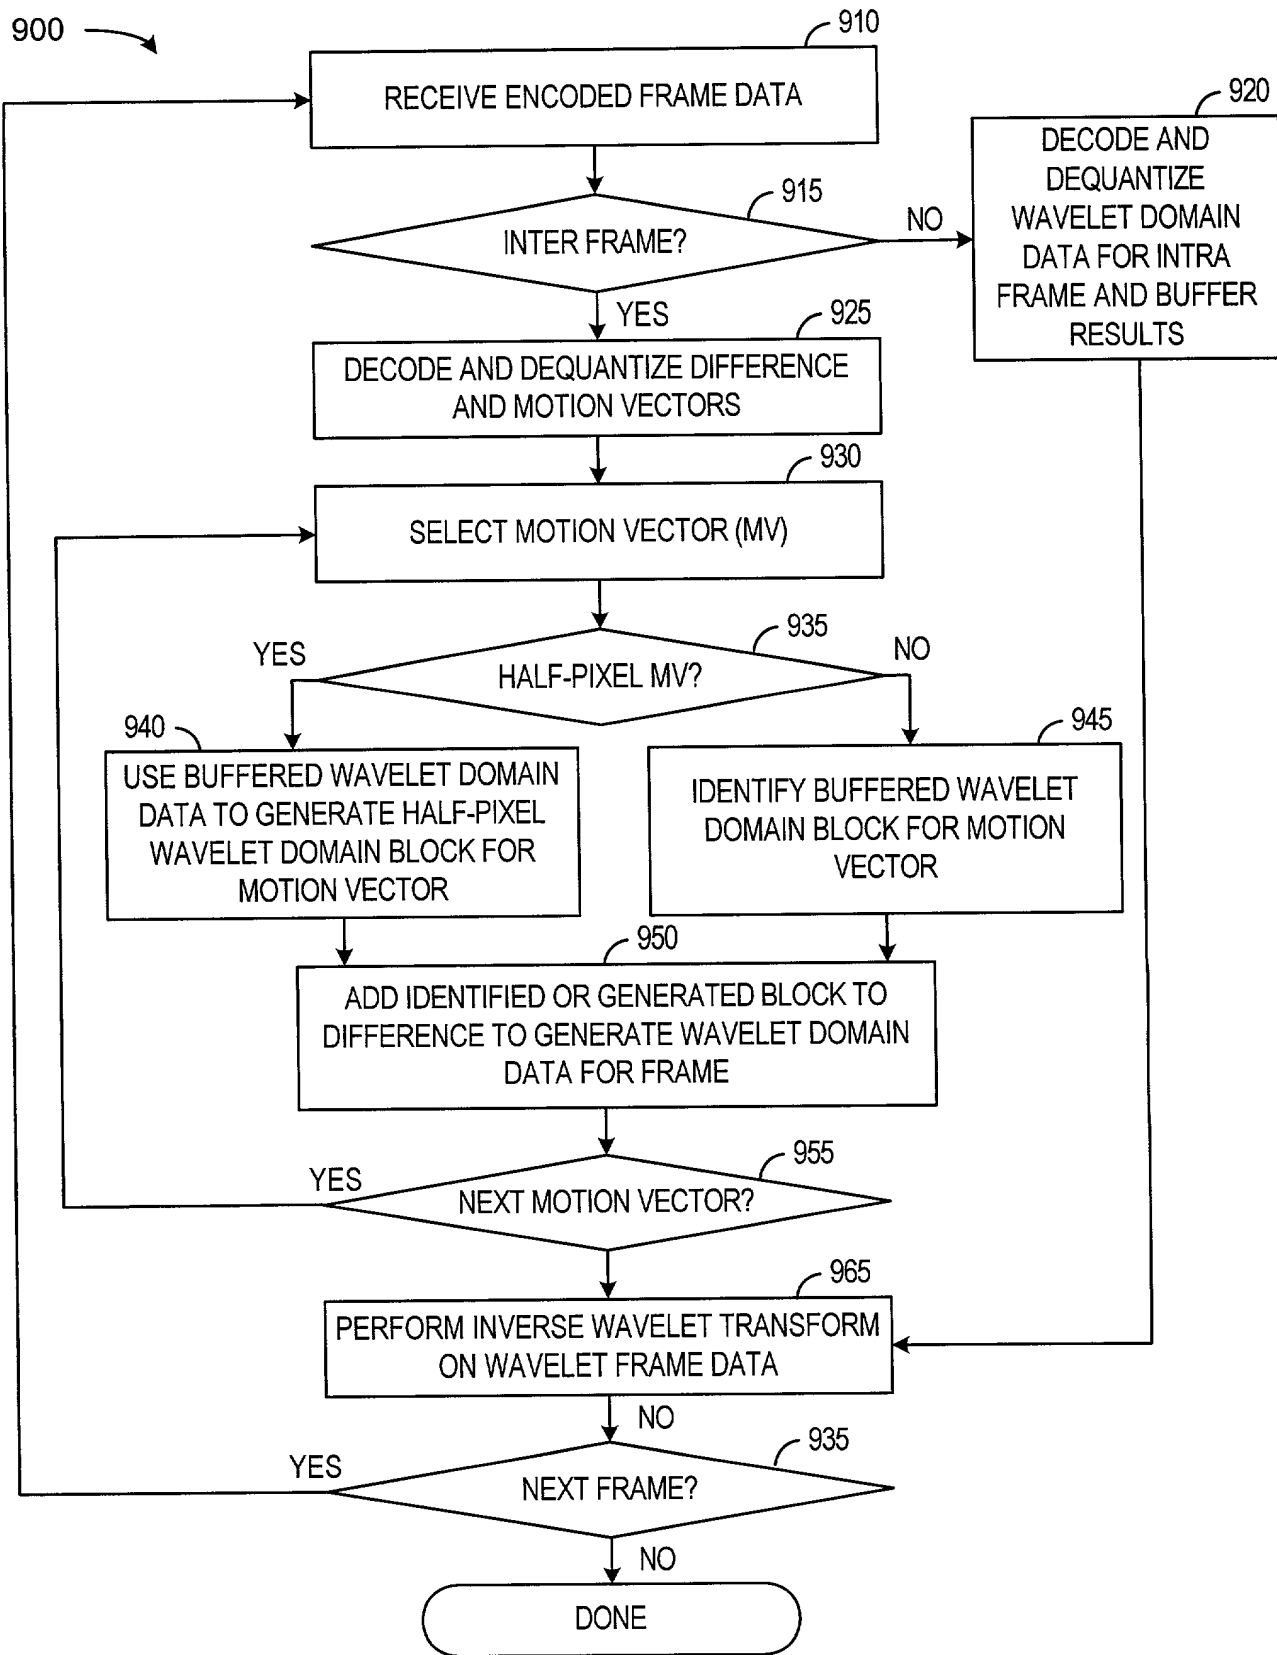 900
910
RECEIVE ENCODED FRAME DATA
920
DECODE AND
DEQUANTIZE
WAVELET DOMAIN
DATA FOR INTRA
FRAME AND BUFFER
RESULTS
915
INTER FRAME?
NO
YES
925
DECODE AND DEQUANTIZE DIFFERENCE
AND MOTION VECTORS
930
SELECT MOTION VECTOR (MV)
935
YES
HALF-PIXEL MV?
NO
940
USE BUFFERED WAVELET DOMAIN
DATA TO GENERATE HALF-PIXEL
WAVELET DOMAIN BLOCK FOR
MOTION VECTOR
945
IDENTIFY BUFFERED WAVELET
DOMAIN BLOCK FOR MOTION
VECTOR
950
ADD IDENTIFIED OR GENERATED BLOCK TO
DIFFERENCE TO GENERATE WAVELET DOMAIN
DATA FOR FRAME
955
YES
NEXT MOTION VECTOR?
965
PERFORM INVERSE WAVELET TRANSFORM
ON WAVELET FRAME DATA
NO
935
YES
NEXT FRAME?
NO
DONE